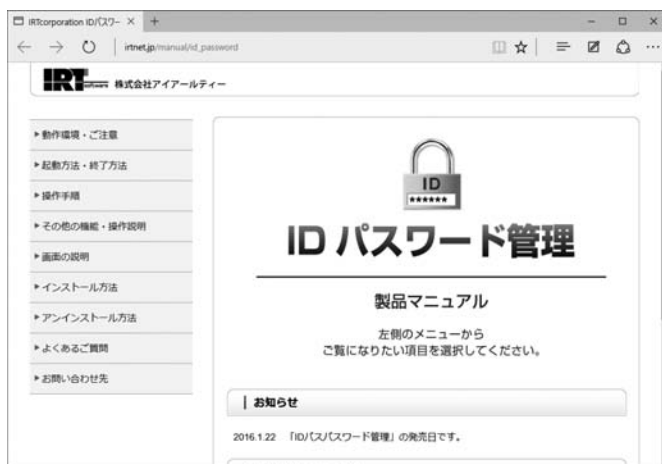 IRTcorporation ID/パスワー
irtnet.jp/manual/id_password
IRT software 株式会社アイアールティー
動作環境・ご注意
起動方法・終了方法
操作手順
その他の機能・操作説明
画面の説明
インストール方法
アンインストール方法
よくあるご質問
お問い合わせ先
ID
******
ID パスワード管理
製品マニュアル
左側のメニューから
ご覧になりたい項目を選択してください。
お知らせ
2016.1.22 「ID/パスパスワード管理」の発売日です。